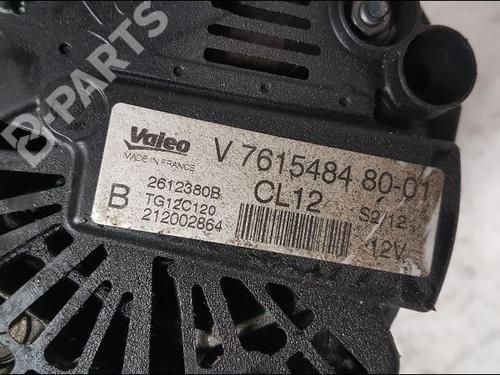 B-PARTS
Valeo
MADE IN FRANCE
V 7615484 80-01
B
2612380B
CL12
S2/12
TG12C120
212002864
12V